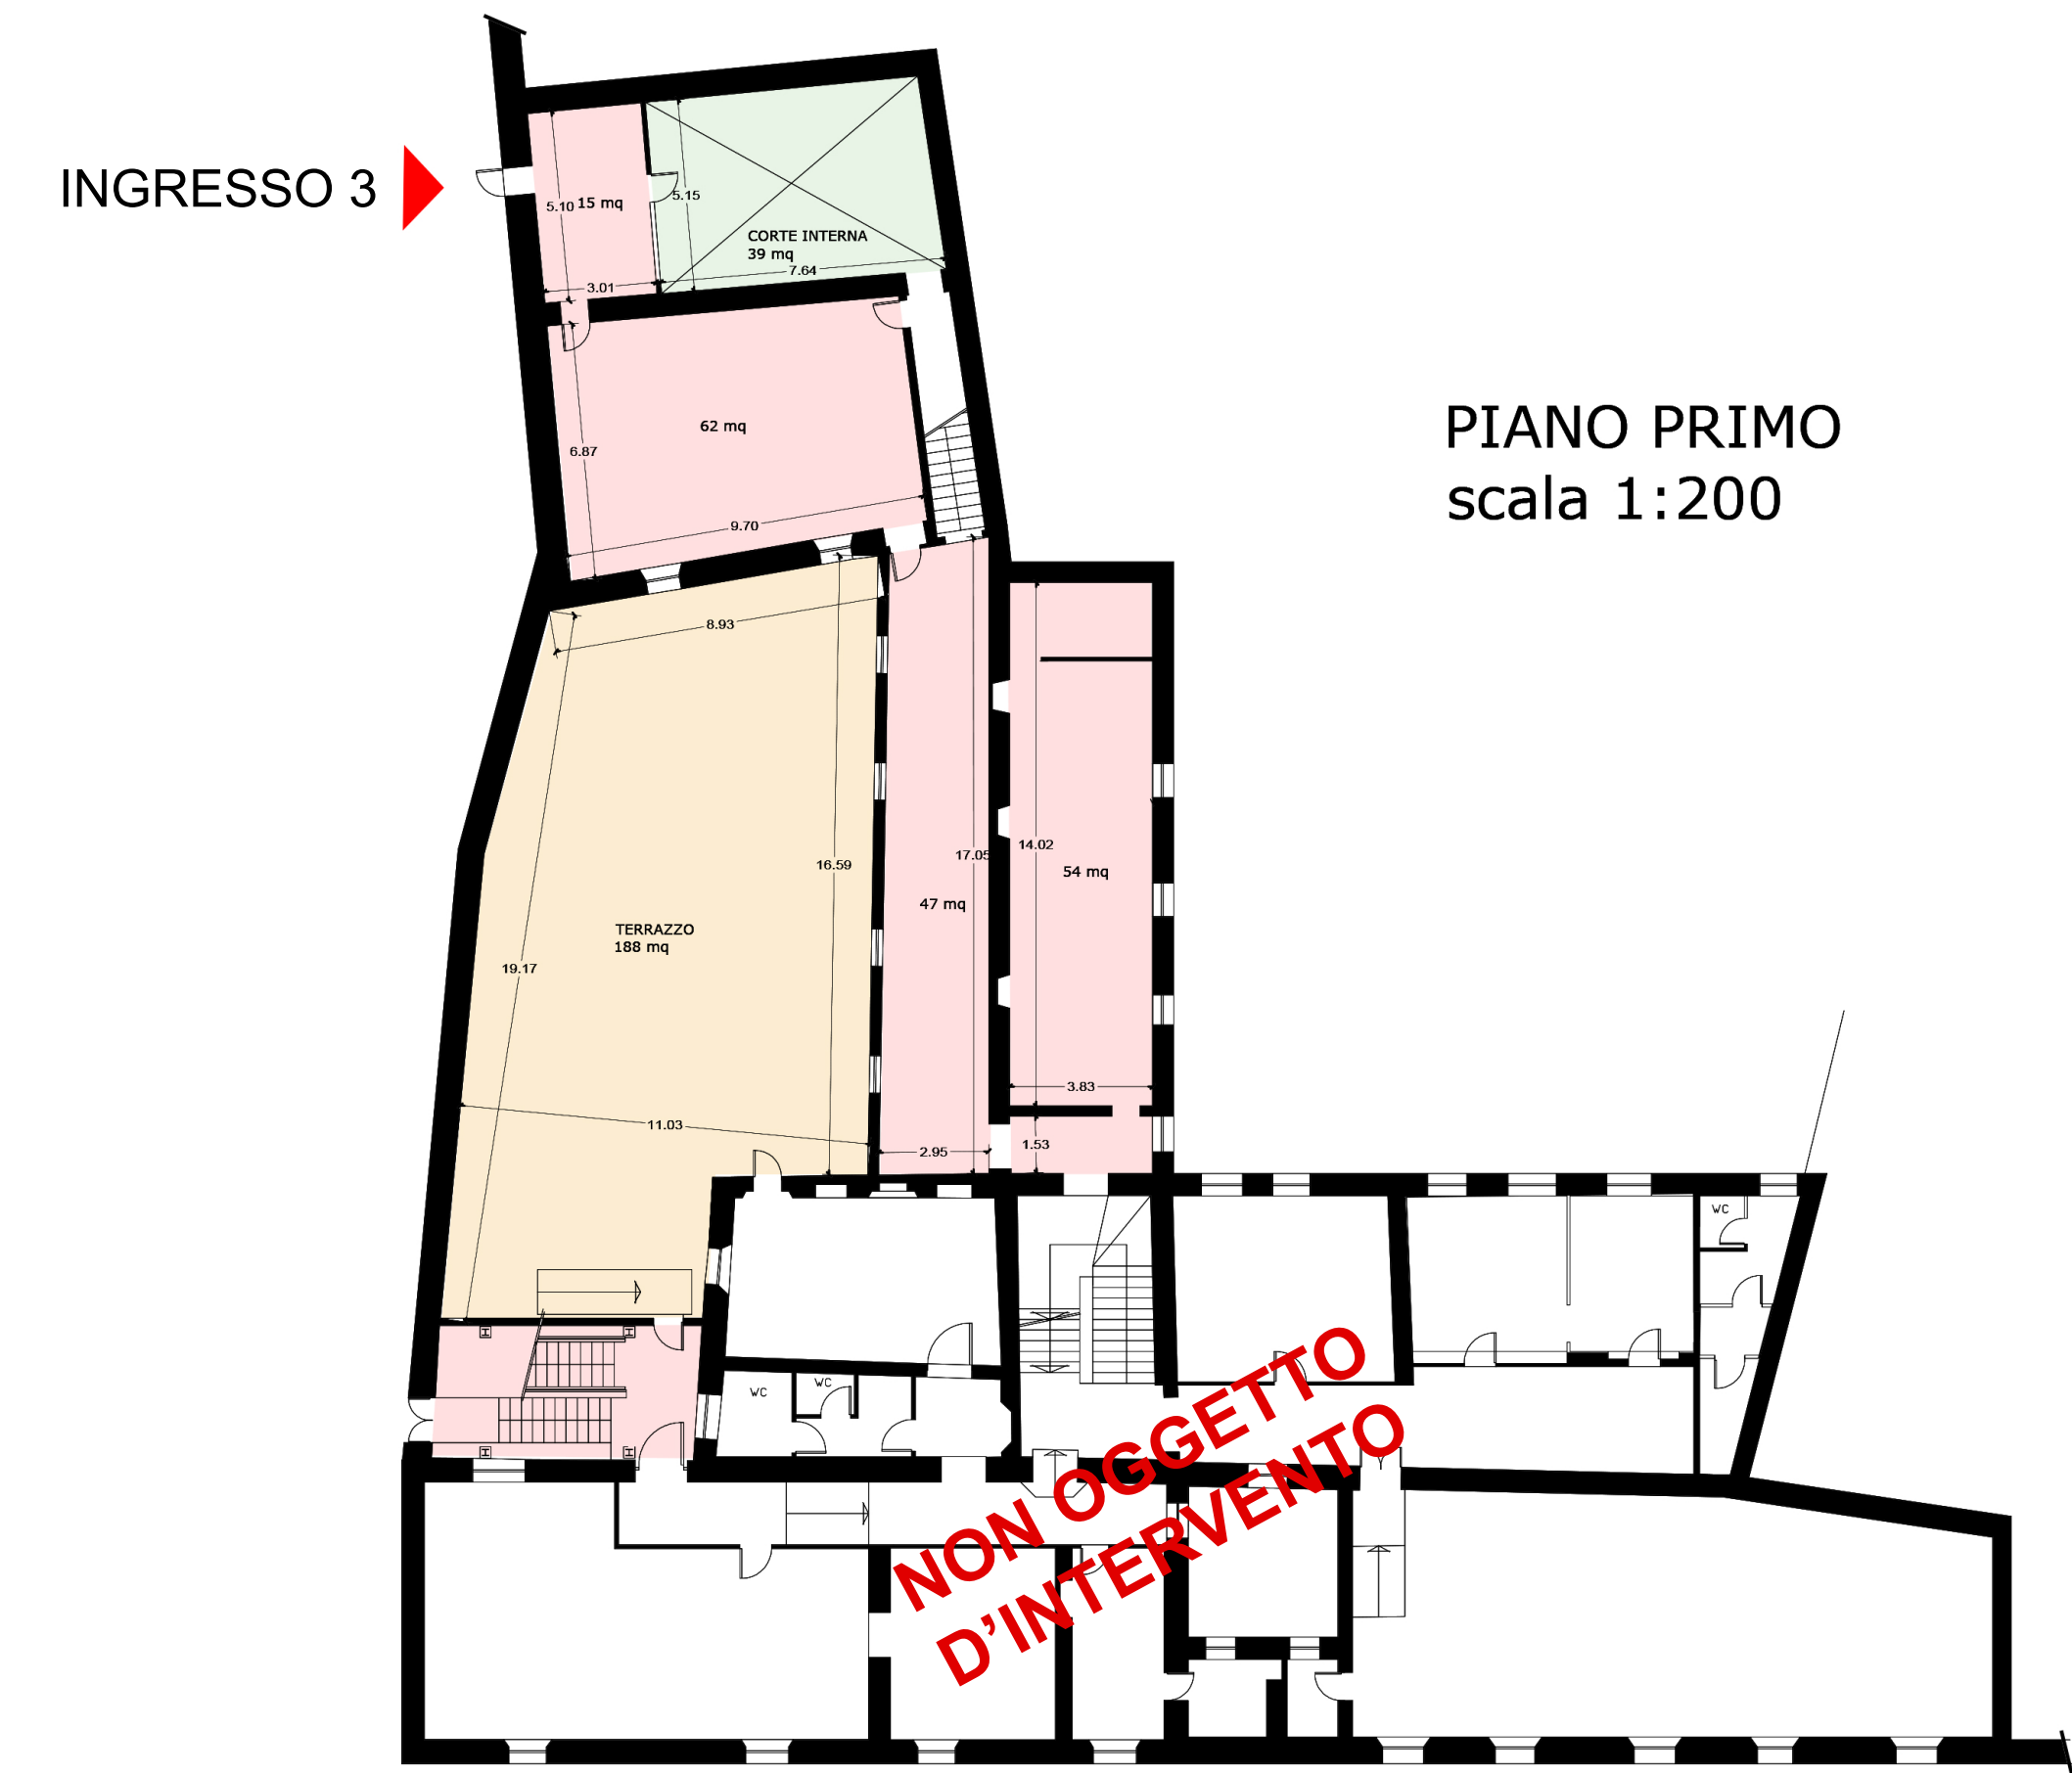 INGRESSO 3
5.10
15 mq
5.15
CORTE INTERNA
39 mq
7.64
3.01
PIANO PRIMO
scala 1:200
62 mq
6.87
9.70
8.93
16.59
17.05
14.02
54 mq
47 mq
TERRAZZO
188 mq
19.17
3.83
11.03
2.95
1.53
WC
WC
WC
NON OGGETTO
D'INTERVENTO